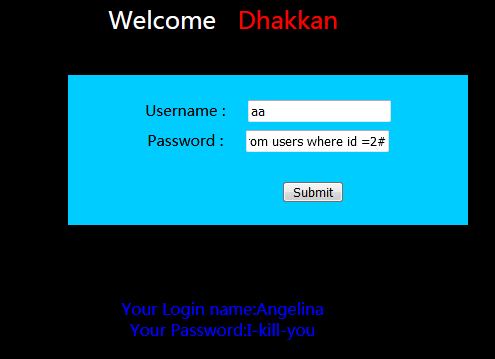 Welcome Dhakkan
Username : aa
Password : om users where id =2#
Submit
Your Login name:Angelina
Your Password:I-kill-you